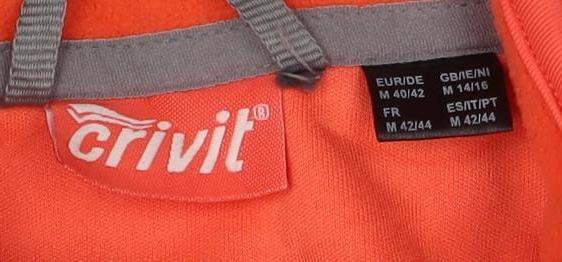 crivit®
EUR/DE GB/IE/NI
M 40/42 M 14/16
FR ES/IT/PT
M 42/44 M 42/44